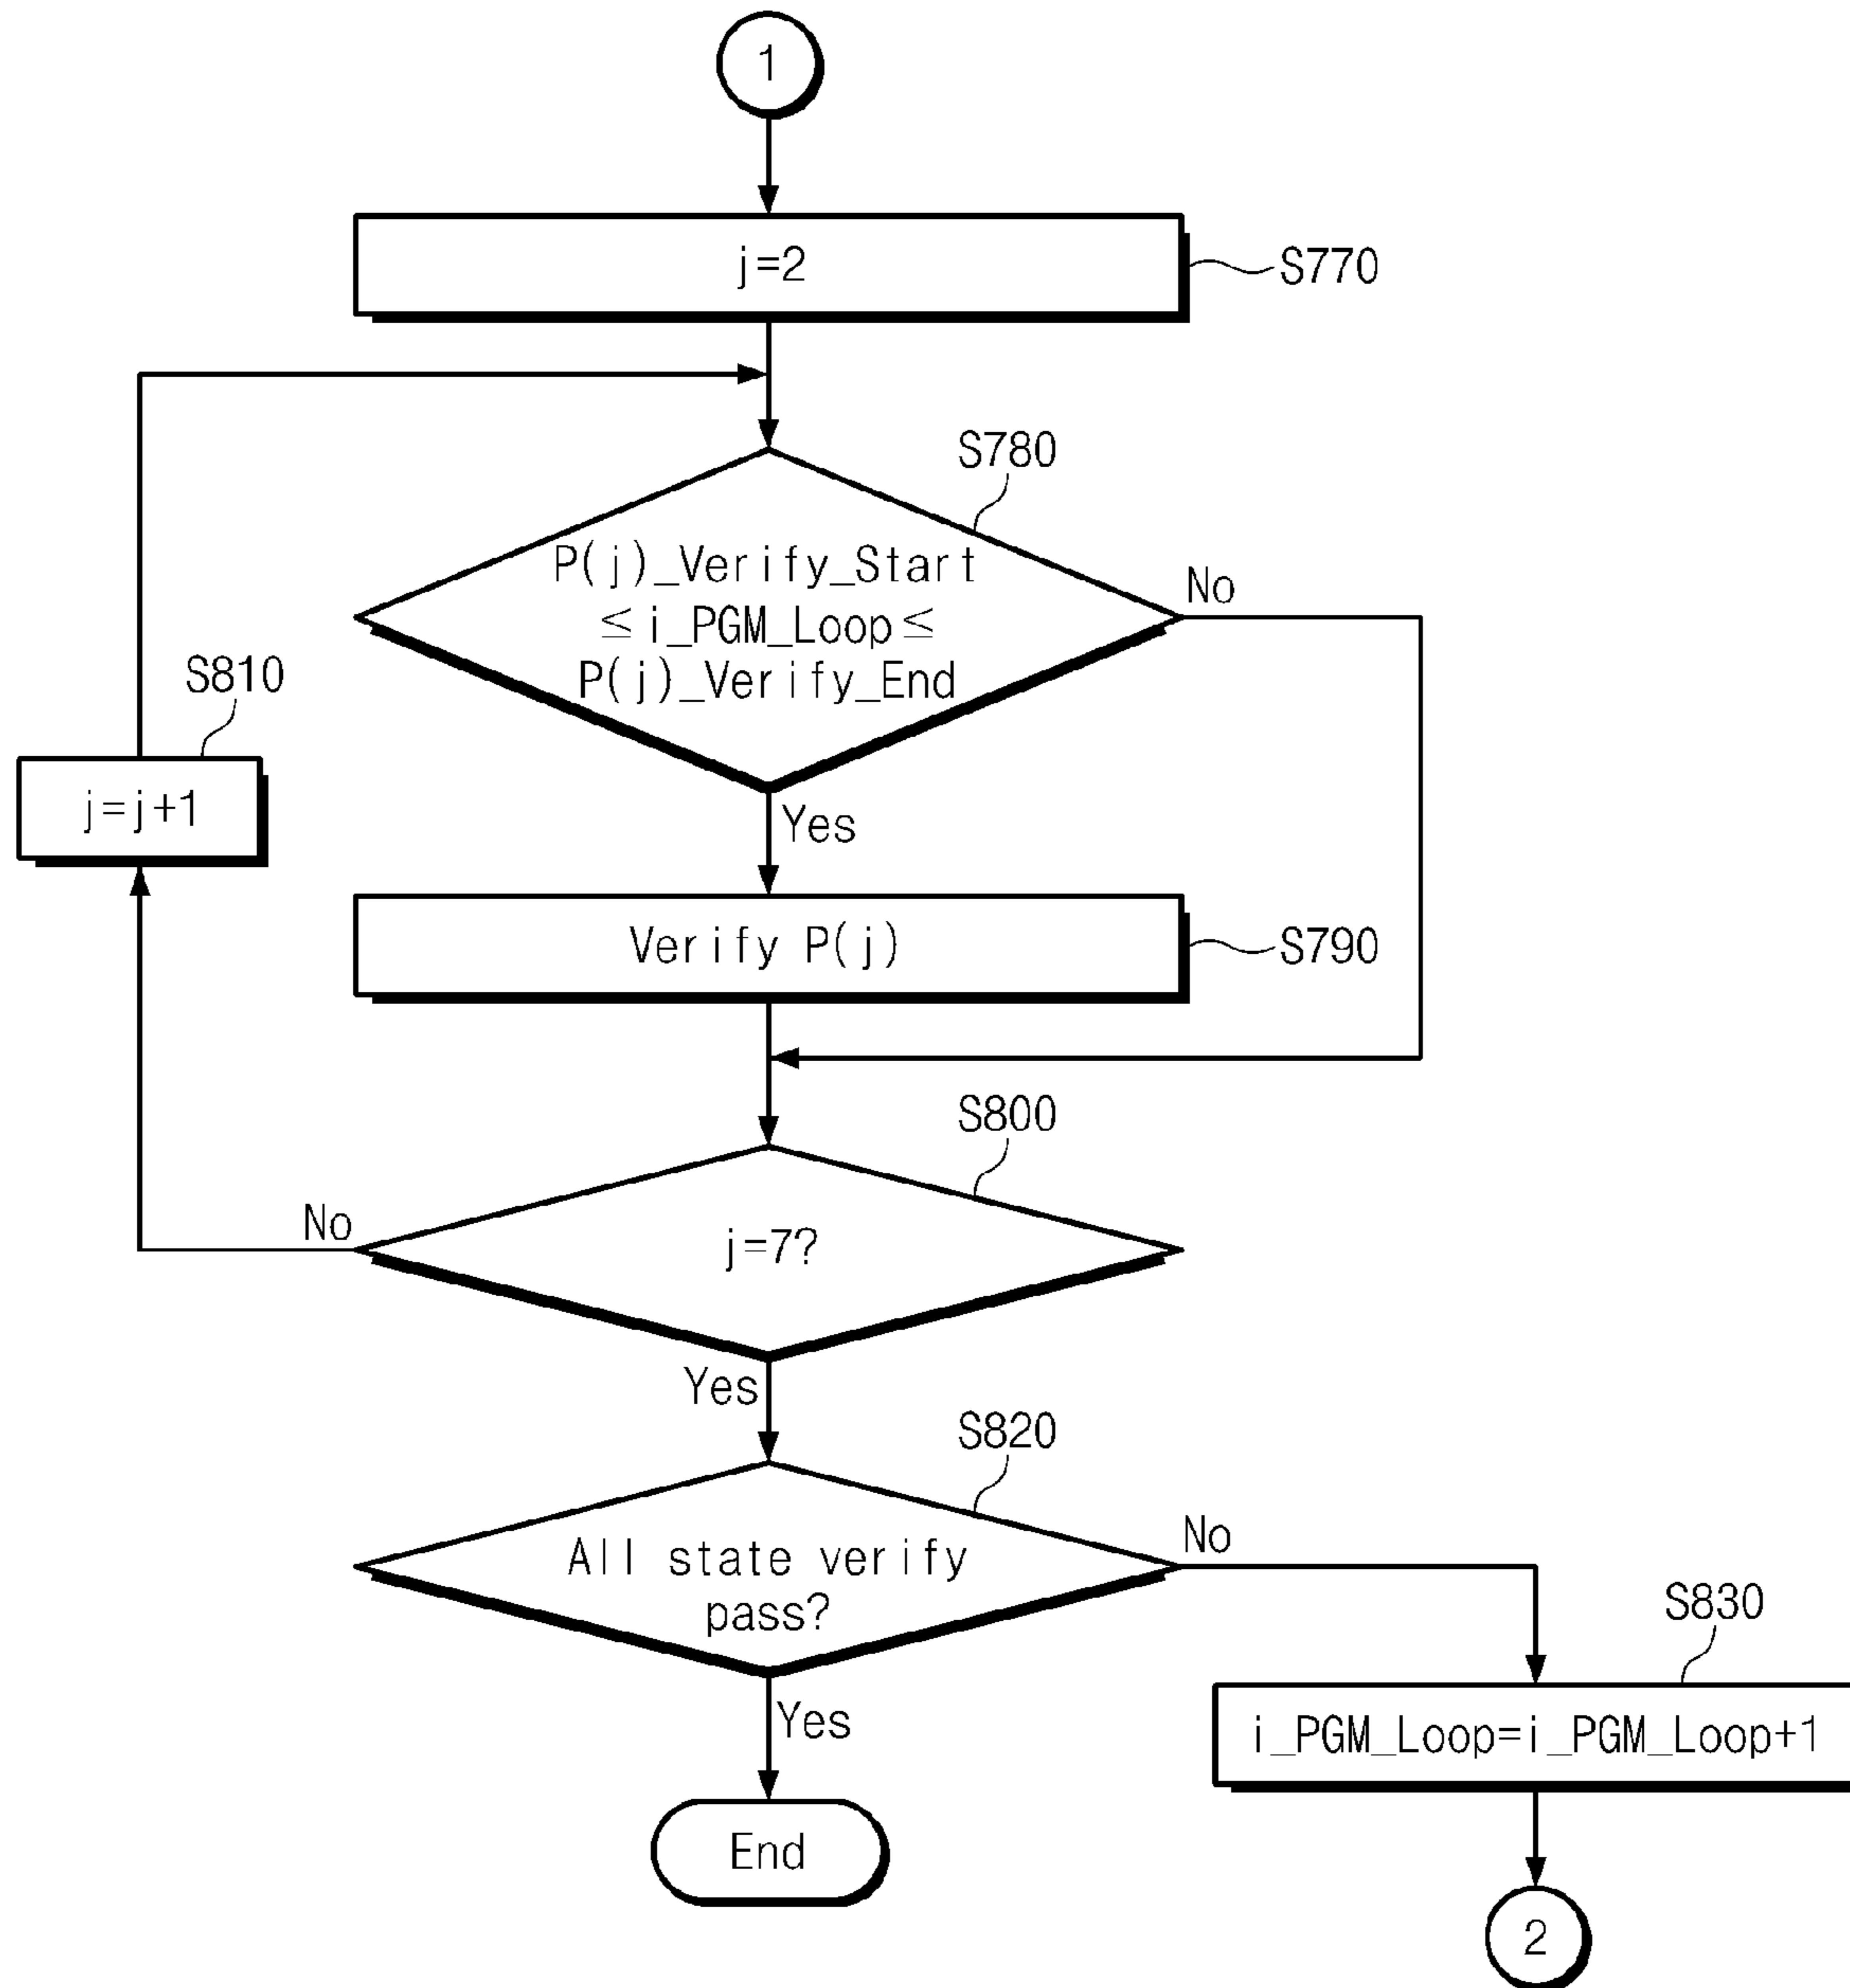 1
j=2
S770
S780
P(j)_Verify_Start
≤i_PGM_Loop≤
P(j)_Verify_End
No
S810
j=j+1
Yes
Verify P(j)
S790
S800
No
j=7?
Yes
S820
All state verify
pass?
No
S830
i_PGM_Loop=i_PGM_Loop+1
Yes
End
2